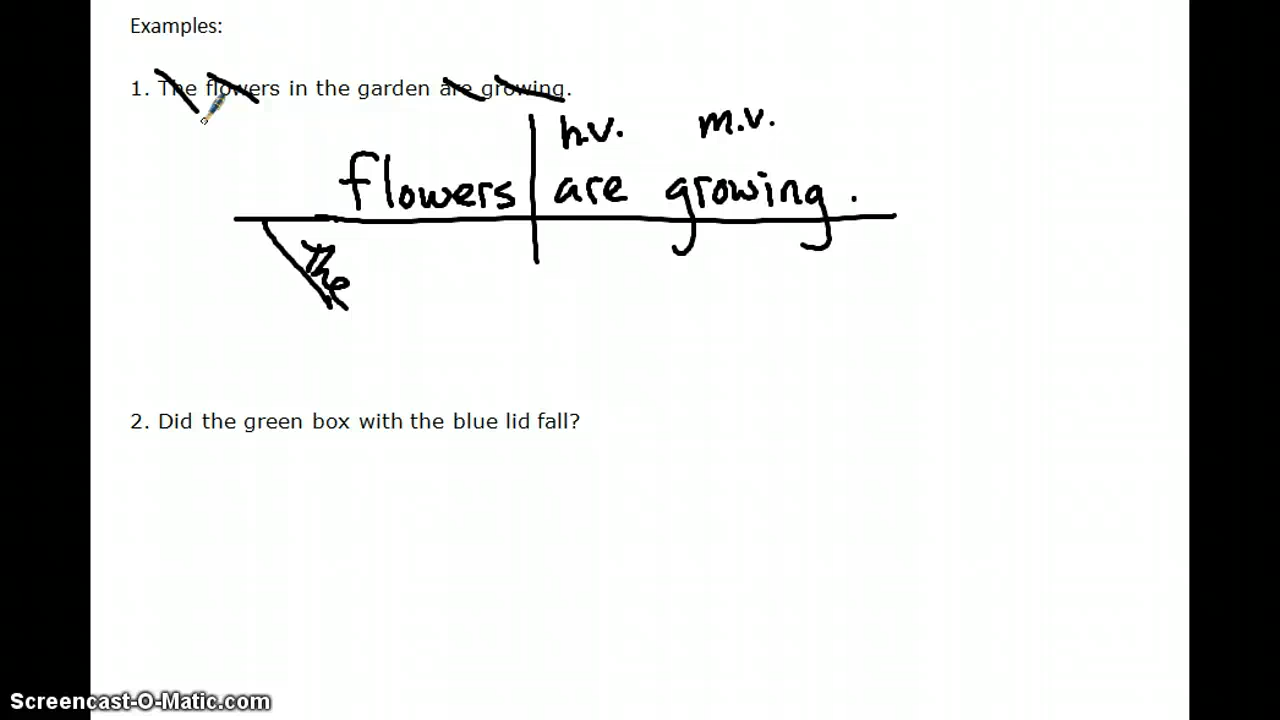 Examples:
1. The flowers in the garden are growing.
h.v. m.v.
flowers are growing.
The
2. Did the green box with the blue lid fall?
Screencast-O-Matic.com